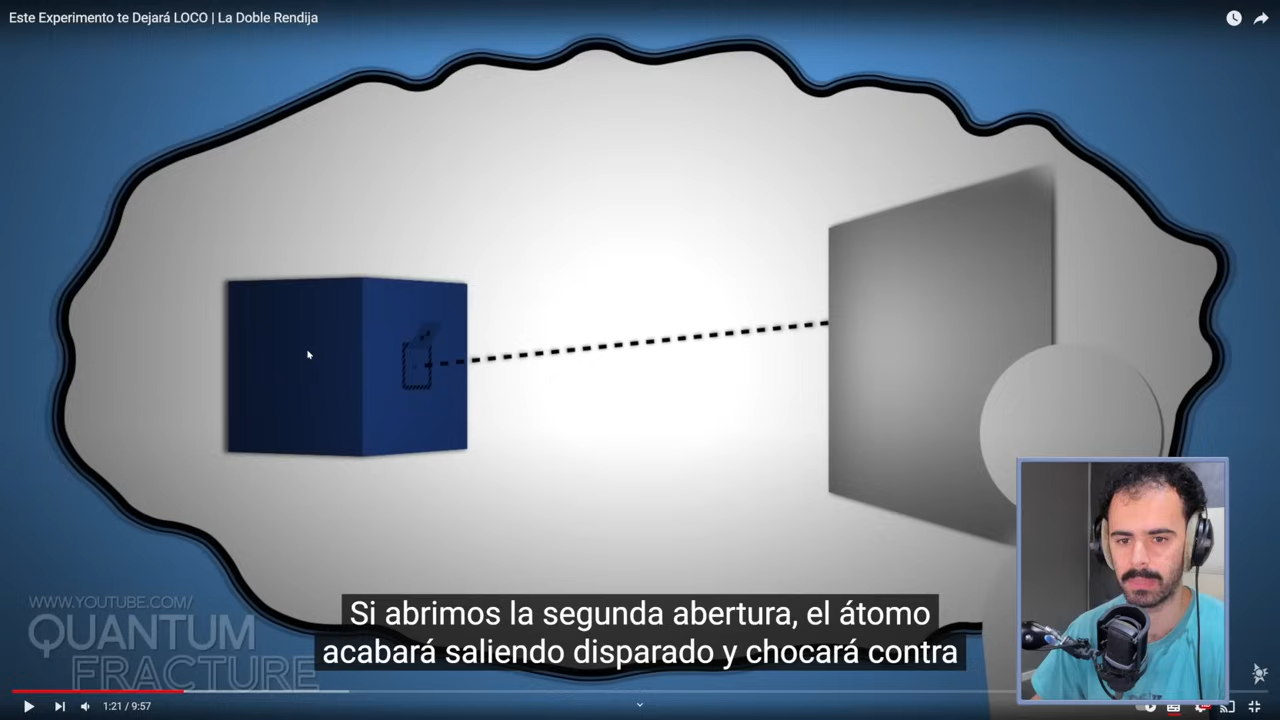 Este Experimento te Dejará LOCO | La Doble Rendija
WWW.YOUTUBE.COM/
QUANTUM
FRACTURE
Si abrimos la segunda abertura, el átomo
acabará saliendo disparado y chocará contra
1:21 / 9:57